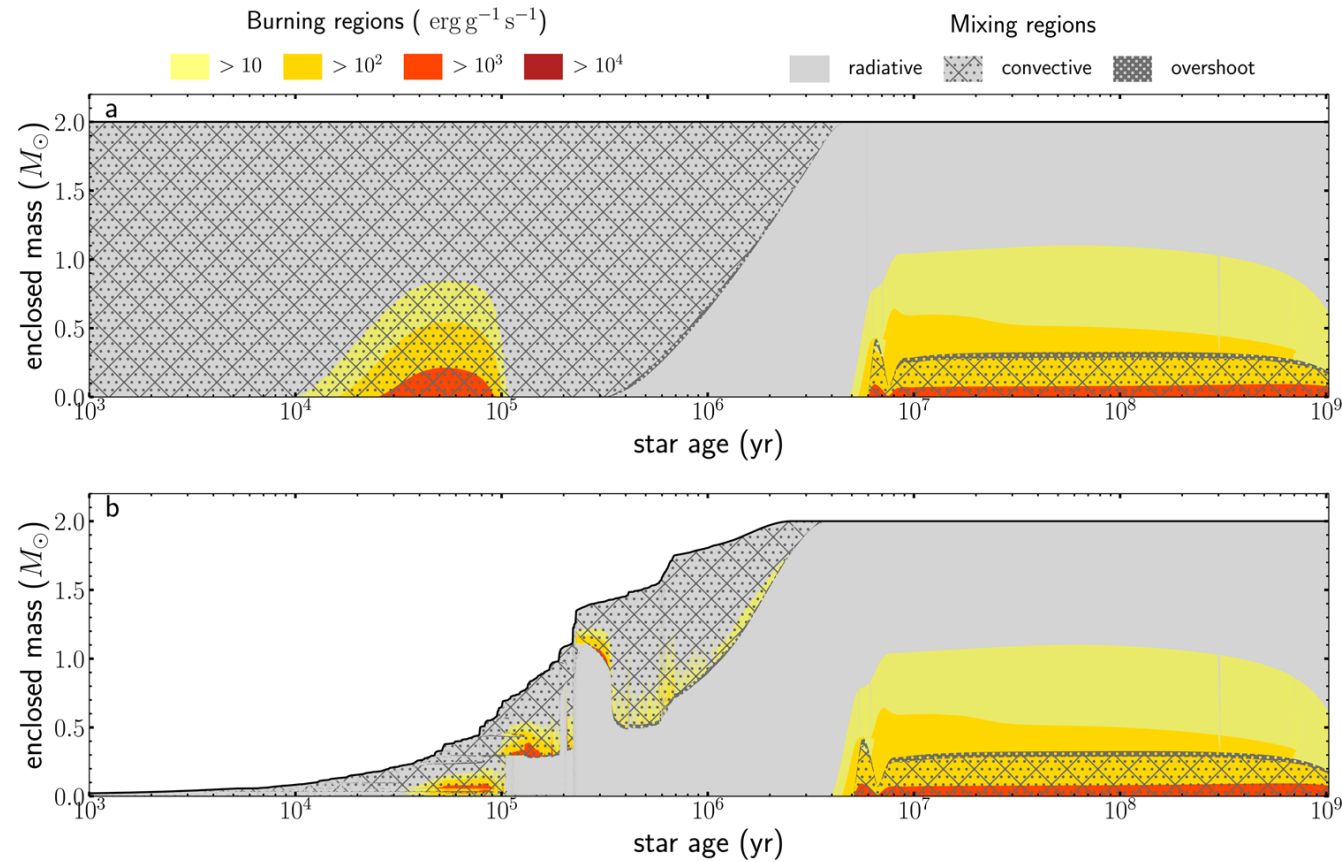 Burning regions ( erg g⁻¹ s⁻¹)
Mixing regions
> 10 > 10² > 10³ > 10⁴ radiative convective overshoot
a
enclosed mass (M⊙)
2.0
1.5
1.0
0.5
0.0
10³ 10⁴ 10⁵ 10⁶ 10⁷ 10⁸ 10⁹
star age (yr)
b
enclosed mass (M⊙)
2.0
1.5
1.0
0.5
0.0
10³ 10⁴ 10⁵ 10⁶ 10⁷ 10⁸ 10⁹
star age (yr)